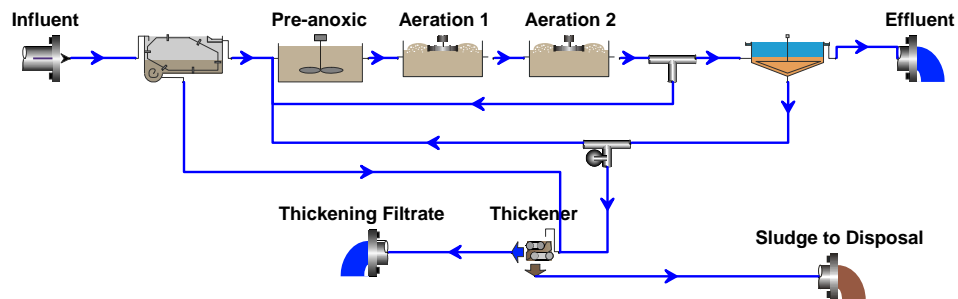 Influent
Pre-anoxic
Aeration 1
Aeration 2
Effluent
Thickening Filtrate
Thickener
Sludge to Disposal